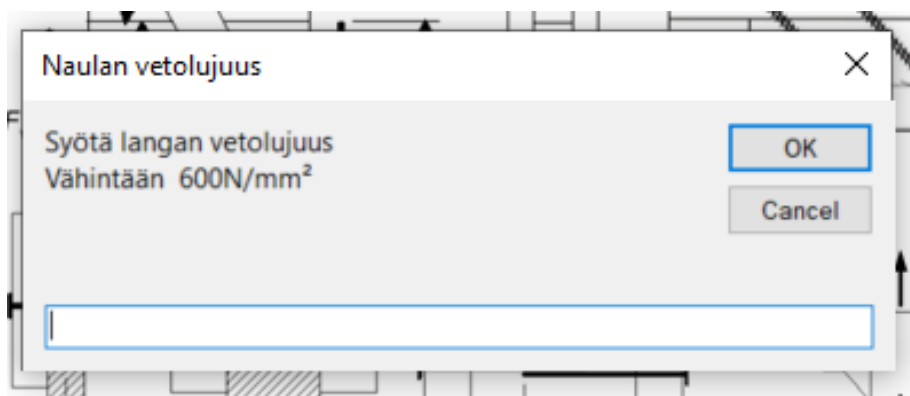 Naulan vetolujuus
Syötä langan vetolujuus
Vähintään 600N/mm²
OK
Cancel